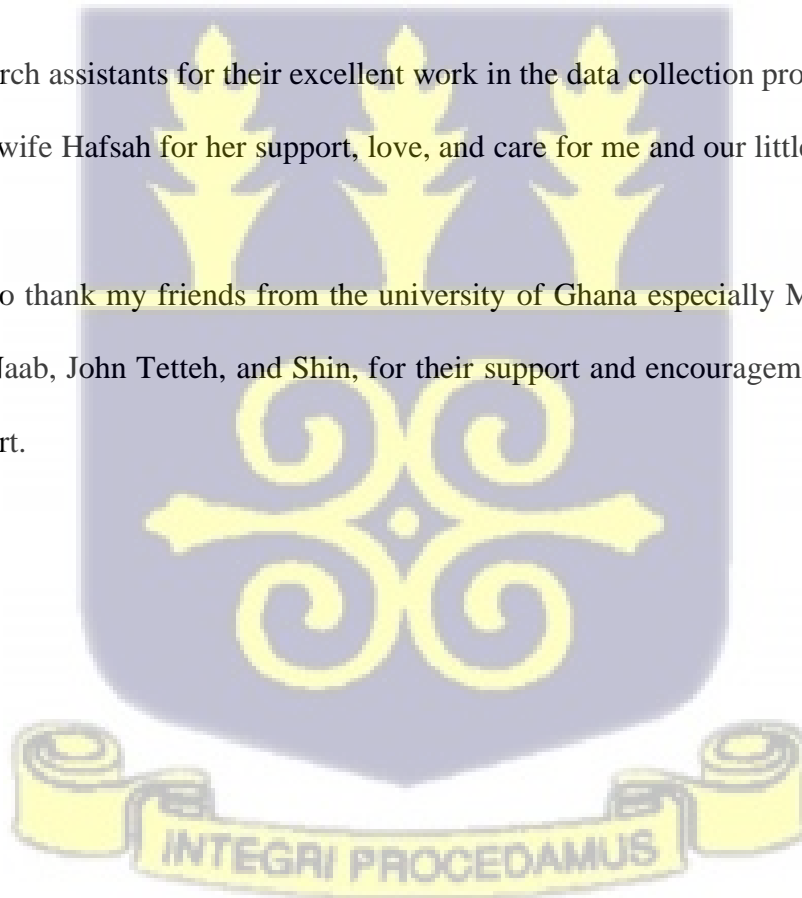 rch assistants for their excellent work in the data collection pro
wife Hafsah for her support, love, and care for me and our little
o thank my friends from the university of Ghana especially M
Naab, John Tetteh, and Shin, for their support and encouragem
rt.
INTEGRI PROCEDAMUS